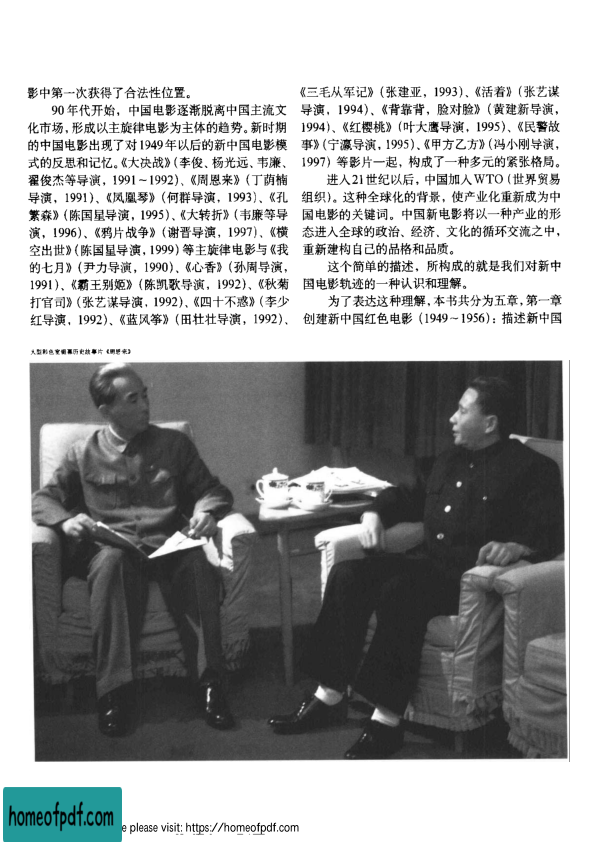 影中第一次获得了合法性位置。
90年代开始，中国电影逐渐脱离中国主流文
化市场，形成以主旋律电影为主体的趋势。新时期
的中国电影出现了对1949年以后的新中国电影模
式的反思和记忆。《大决战》（李俊、杨光远、韦廉、
翟俊杰等导演，1991~1992）、《周恩来》（丁荫楠
导演，1991）、《凤凰琴》（何群导演，1993）、《孔
繁森》（陈国星导演，1995）、《大转折》（韦廉等导
演，1996）、《鸦片战争》（谢晋导演，1997）、《横
空出世》（陈国星导演，1999）等主旋律电影与《我
的七月》（尹力导演，1990）、《心香》（孙周导演，
1991）、《霸王别姬》（陈凯歌导演，1992）、《秋菊
打官司》（张艺谋导演，1992）、《四十不惑》（李少
红导演，1992）、《蓝风筝》（田壮壮导演，1992）、
《三毛从军记》（张建亚，1993）、《活着》（张艺谋
导演，1994）、《背靠背，脸对脸》（黄建新导演，
1994）、《红樱桃》（叶大鹰导演，1995）、《民警故
事》（宁瀛导演，1995）、《甲方乙方》（冯小刚导演，
1997）等影片一起，构成了一种多元的紧张格局。
进入21世纪以后，中国加入WTO（世界贸易
组织）。这种全球化的背景，使产业化重新成为中
国电影的关键词。中国新电影将以一种产业的形
态进入全球的政治、经济、文化的循环交流之中，
重新建构自己的品格和品质。
这个简单的描述，所构成的就是我们对新中
国电影轨迹的一种认识和理解。
为了表达这种理解，本书共分为五章，第一章
创建新中国红色电影（1949~1956）：描述新中国
大型彩色宽银幕历史故事片《周恩来》
homeofpdf.com
e please visit: https://homeofpdf.com